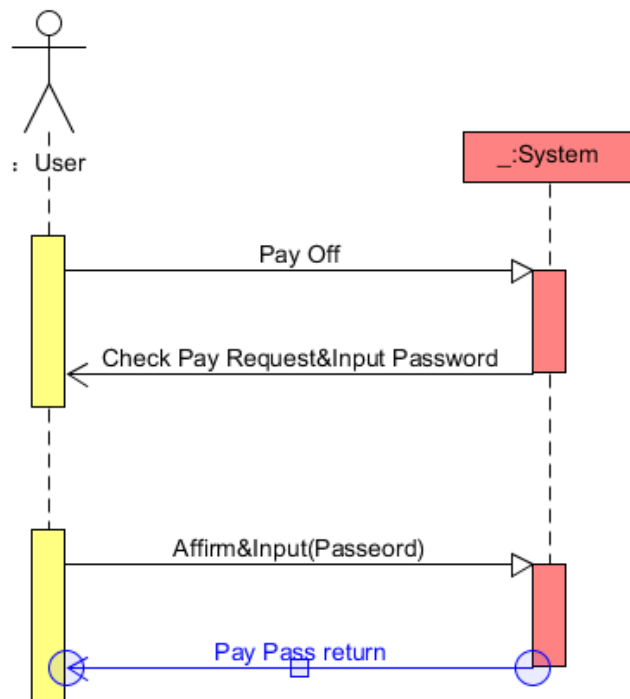 : User
_:System
Pay Off
Check Pay Request&Input Password
Affirm&Input(Passeord)
Pay Pass return